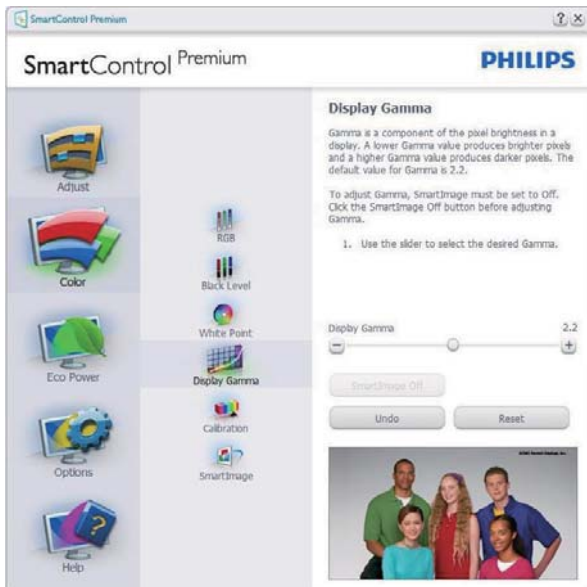 SmartControl Premium
? ×
SmartControl Premium
PHILIPS
Adjust
Color
Eco Power
Options
Help
RGB
Black Level
White Point
Display Gamma
Calibration
SmartImage
Display Gamma
Gamma is a component of the pixel brightness in a
display. A lower Gamma value produces brighter pixels
and a higher Gamma value produces darker pixels. The
default value for Gamma is 2.2.
To adjust Gamma, SmartImage must be set to Off.
Click the SmartImage Off button before adjusting
Gamma.
1. Use the slider to select the desired Gamma.
Display Gamma 2.2
SmartImage Off
Undo Reset